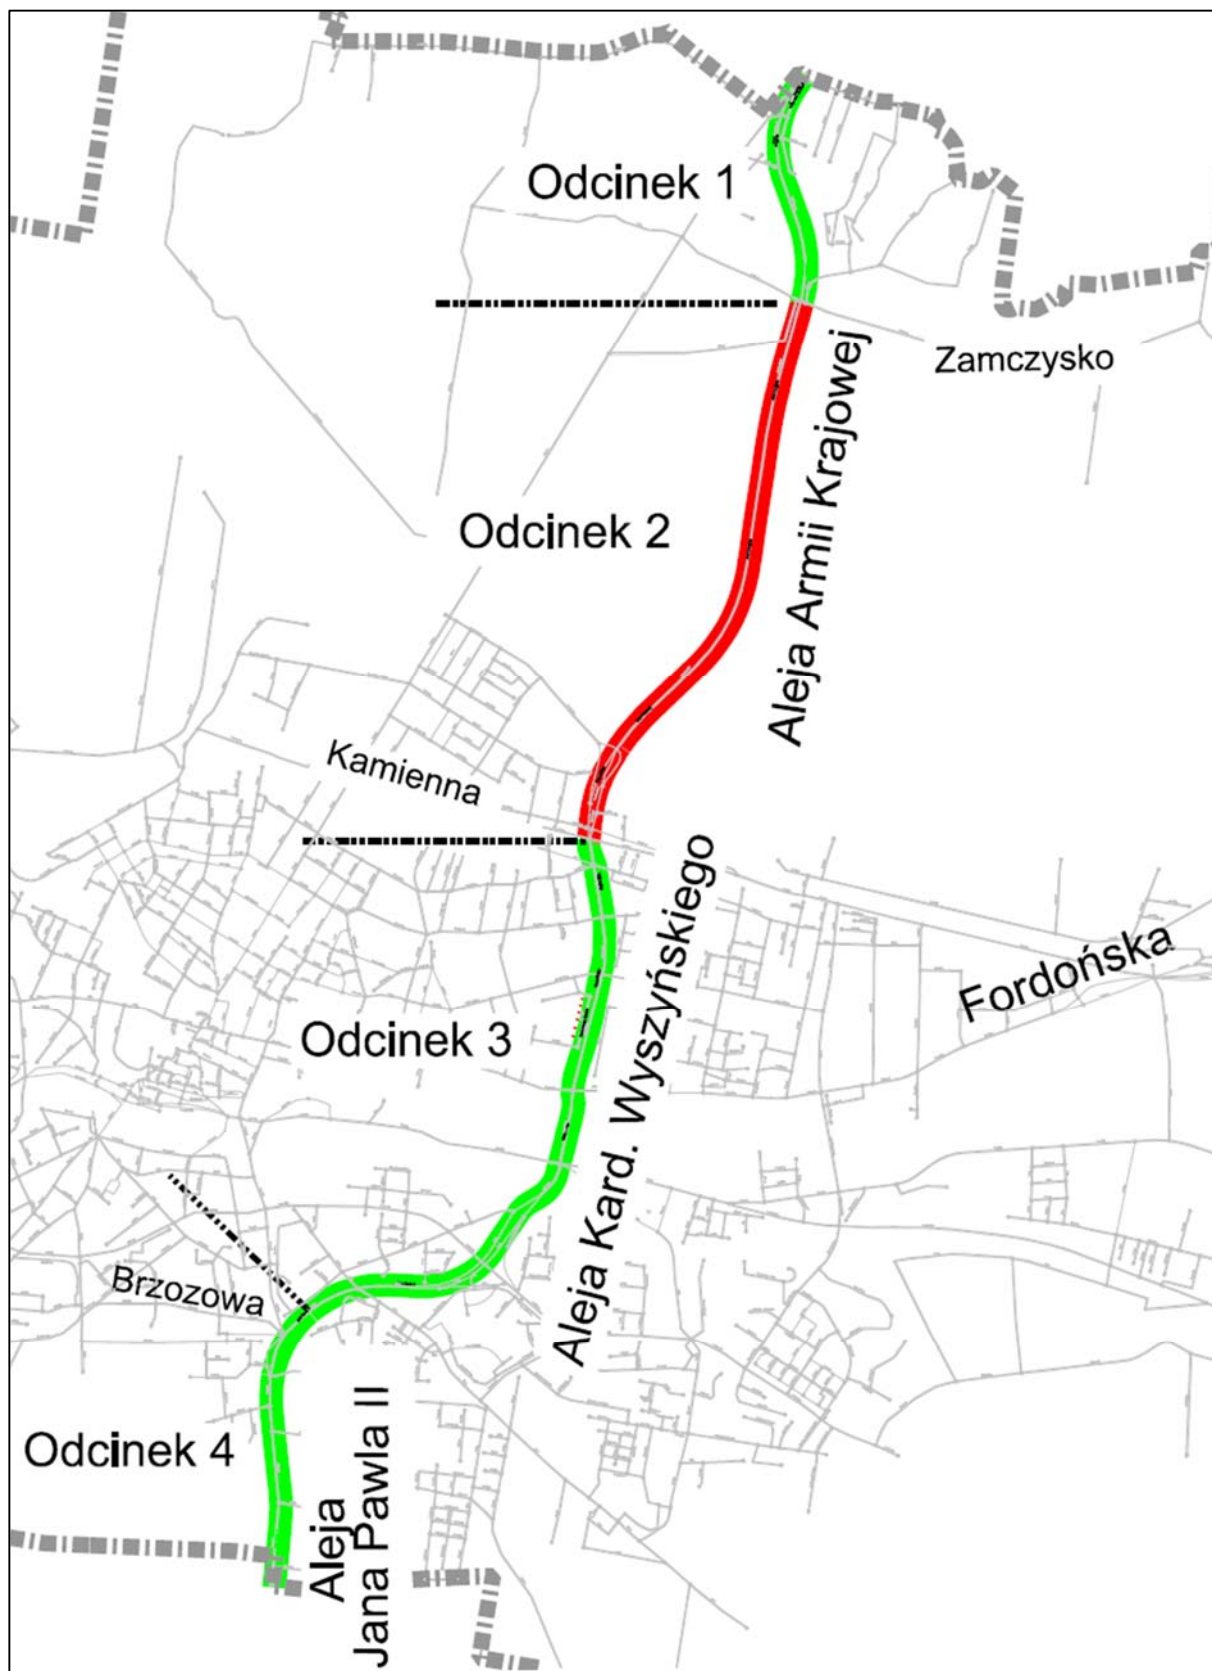 Odcinek 1
Zamczysko
Aleja Armii Krajowej
Odcinek 2
Kamienna
Aleja Kard. Wyszyńskiego
Fordońska
Odcinek 3
Brzozowa
Odcinek 4
Aleja
Jana Pawla II